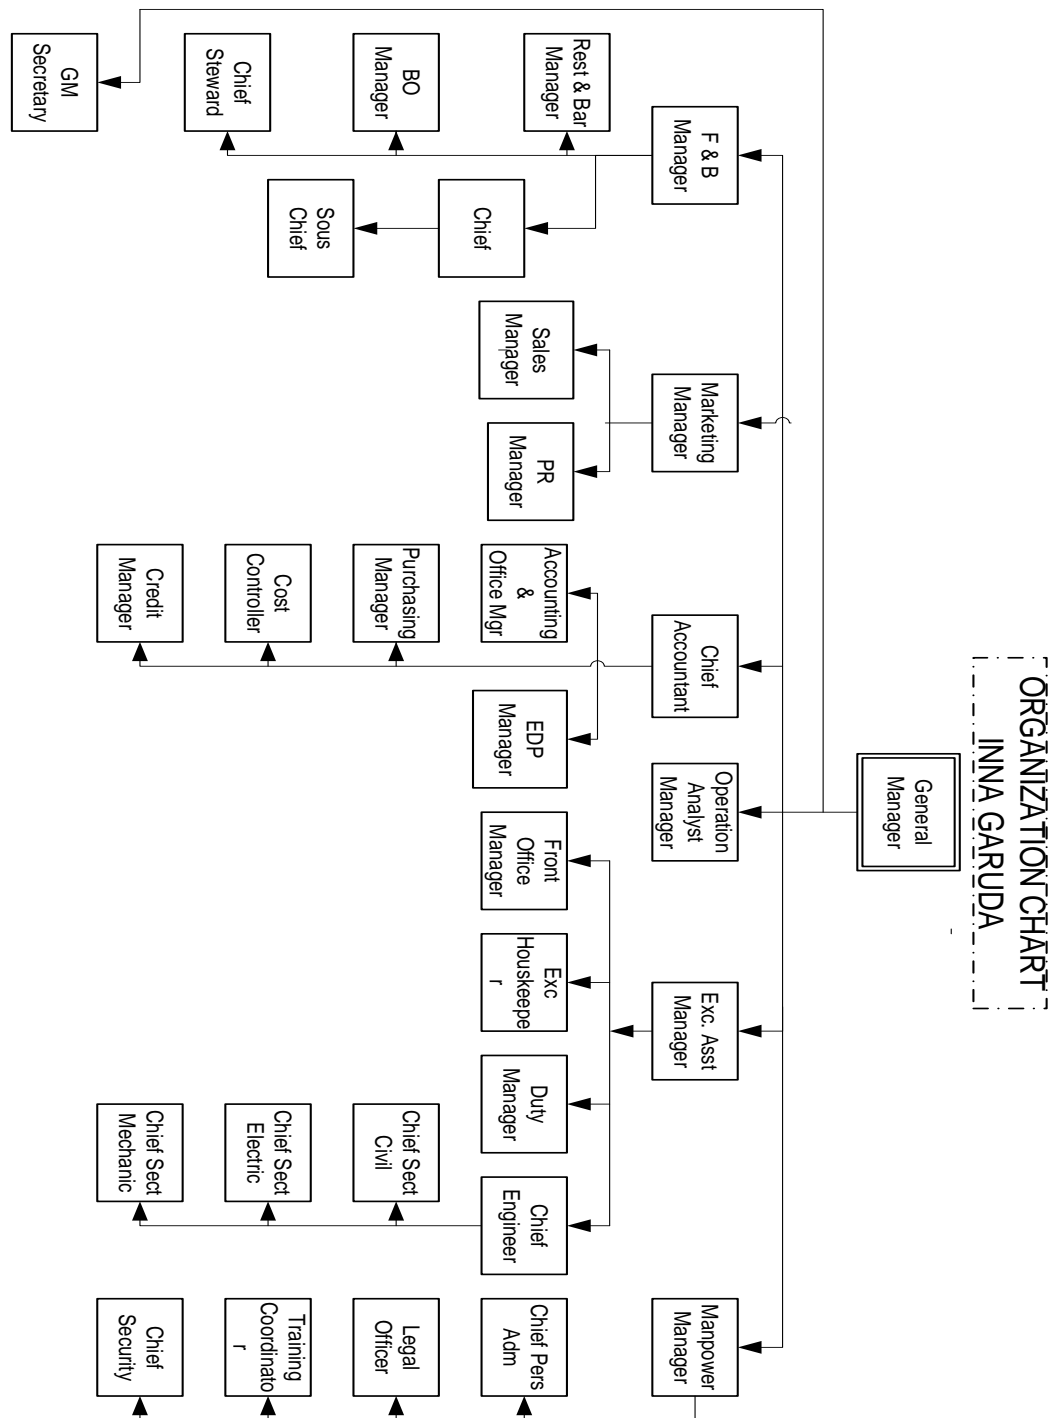 ORGANIZATION CHART
INNA GARUDA
General
Manager
GM
Secretary
F & B
Manager
Marketing
Manager
Chief
Accountant
Operation
Analyst
Manager
Exc. Asst
Manager
Manpower
Manager
Rest & Bar
Manager
BO
Manager
Chief
Steward
Chief
Sous
Chief
Sales
Manager
PR
Manager
Accounting
&
Office Mgr
EDP
Manager
Purchasing
Manager
Cost
Controller
Credit
Manager
Front
Office
Manager
Exc
Houskeepe
r
Duty
Manager
Chief
Engineer
Chief Sect
Civil
Chief Sect
Electric
Chief Sect
Mechanic
Chief Pers
Adm
Legal
Officer
Training
Coordinato
r
Chief
Security